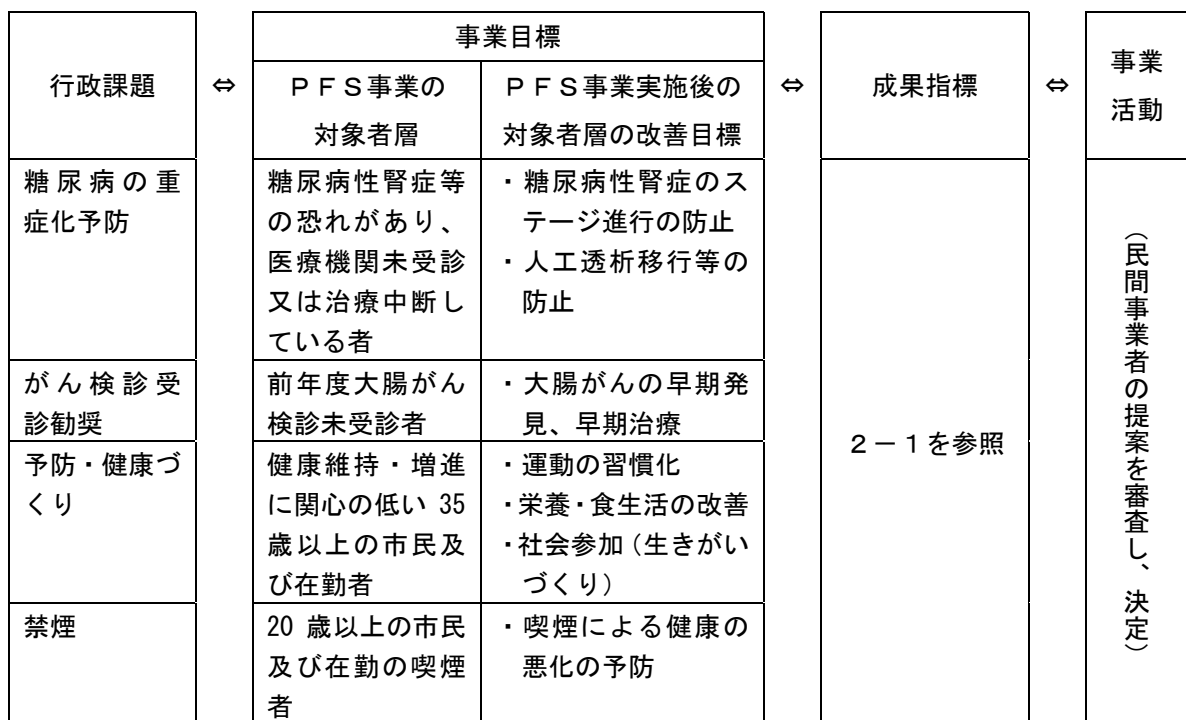 行政課題
⇔
事業目標
ＰＦＳ事業の
対象者層
ＰＦＳ事業実施後の
対象者層の改善目標
⇔
成果指標
⇔
事業
活動
糖尿病の重
症化予防
糖尿病性腎症等
の恐れがあり、
医療機関未受診
又は治療中断し
ている者
・糖尿病性腎症のス
テージ進行の防止
・人工透析移行等の
防止
がん検診受
診勧奨
前年度大腸がん
検診未受診者
・大腸がんの早期発
見、早期治療
予防・健康づ
くり
健康維持・増進
に関心の低い 35
歳以上の市民及
び在勤者
・運動の習慣化
・栄養・食生活の改善
・社会参加（生きがい
づくり）
禁煙
20 歳以上の市民
及び在勤の喫煙
者
・喫煙による健康の
悪化の予防
２－１を参照
（民間事業者の提案を審査し、決定）